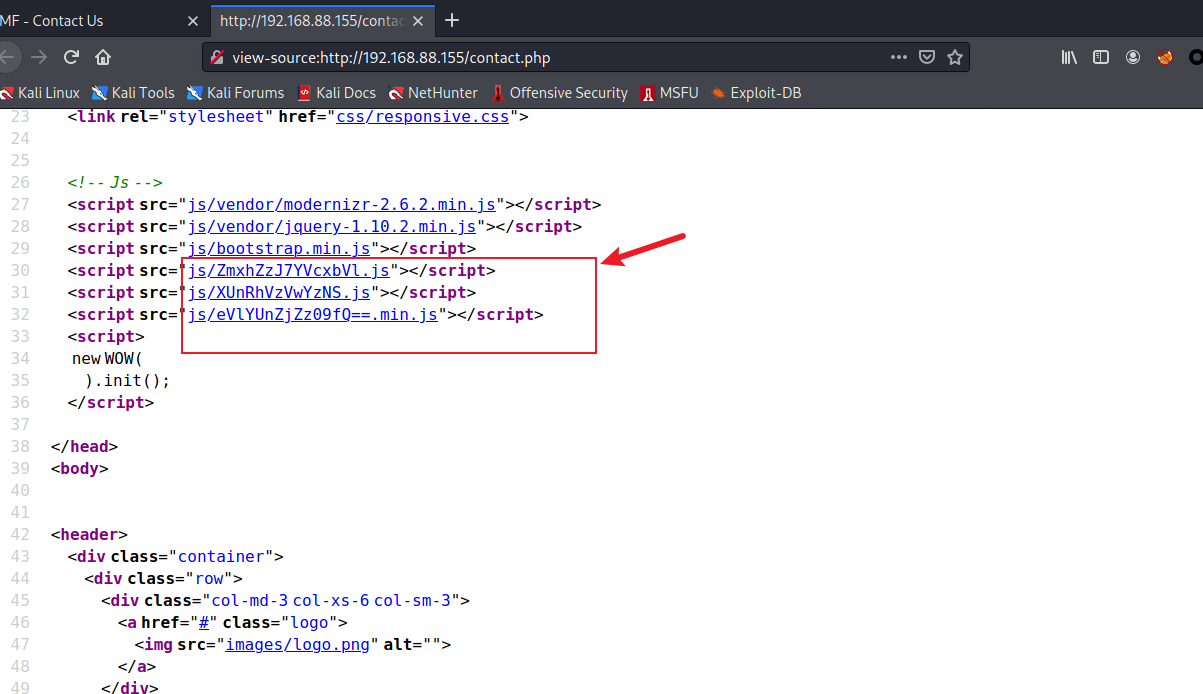 MF - Contact Us
http://192.168.88.155/contac
view-source:http://192.168.88.155/contact.php
Kali Linux Kali Tools Kali Forums Kali Docs NetHunter Offensive Security MSFU Exploit-DB
23 <link rel="stylesheet" href="css/responsive.css">
24
25
26 <!-- Js -->
27 <script src="js/vendor/modernizr-2.6.2.min.js"></script>
28 <script src="js/vendor/jquery-1.10.2.min.js"></script>
29 <script src="js/bootstrap.min.js"></script>
30 <script src="js/ZmxhZzJ7YVcxbVl.js"></script>
31 <script src="js/XUnRhVzVwYzNS.js"></script>
32 <script src="js/eVlYUnZjZz09fQ==.min.js"></script>
33 <script>
34 new WOW(
35 ).init();
36 </script>
37
38 </head>
39 <body>
40
41
42 <header>
43 <div class="container">
44 <div class="row">
45 <div class="col-md-3 col-xs-6 col-sm-3">
46 <a href="#" class="logo">
47 <img src="images/logo.png" alt="">
48 </a>
49 </div>